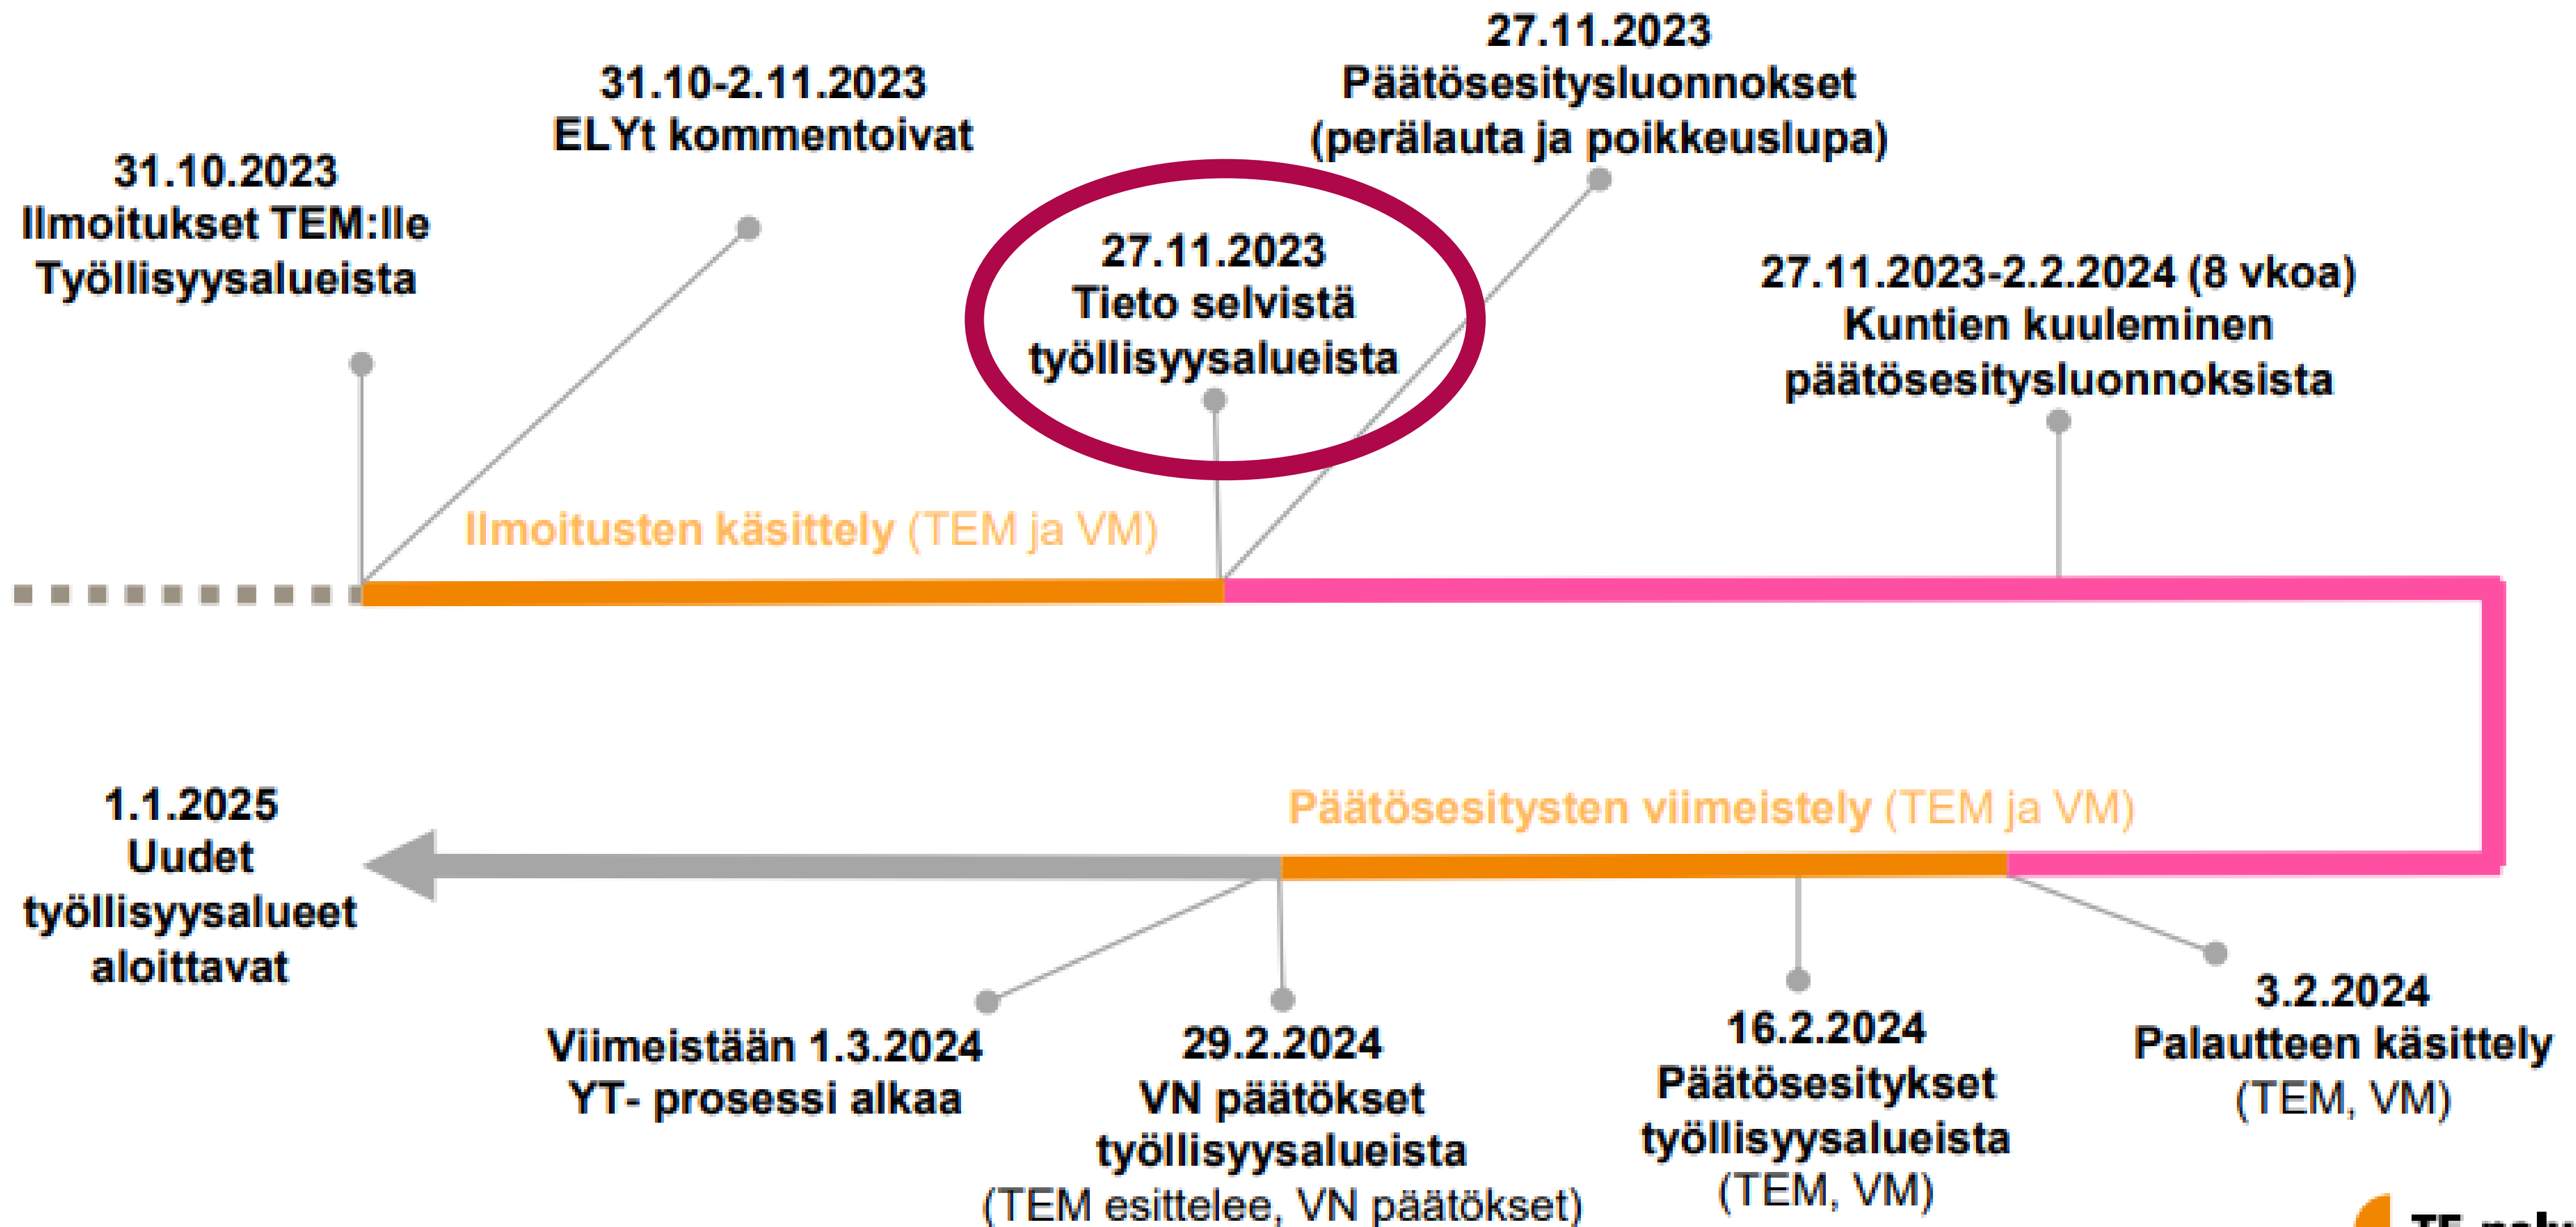 31.10.2023
Ilmoitukset TEM:lle
Työllisyysalueista
31.10-2.11.2023
ELYt kommentoivat
27.11.2023
Tieto selvistä
työllisyysalueista
27.11.2023
Päätösesitysluonnokset
(perälauta ja poikkeuslupa)
27.11.2023-2.2.2024 (8 vkoa)
Kuntien kuuleminen
päätösesitysluonnoksista
Ilmoitusten käsittely (TEM ja VM)
Päätösesitysten viimeistely (TEM ja VM)
1.1.2025
Uudet
työllisyysalueet
aloittavat
Viimeistään 1.3.2024
YT- prosessi alkaa
29.2.2024
VN päätökset
työllisyysalueista
(TEM esittelee, VN päätökset)
16.2.2024
Päätösesitykset
työllisyysalueista
(TEM, VM)
3.2.2024
Palautteen käsittely
(TEM, VM)